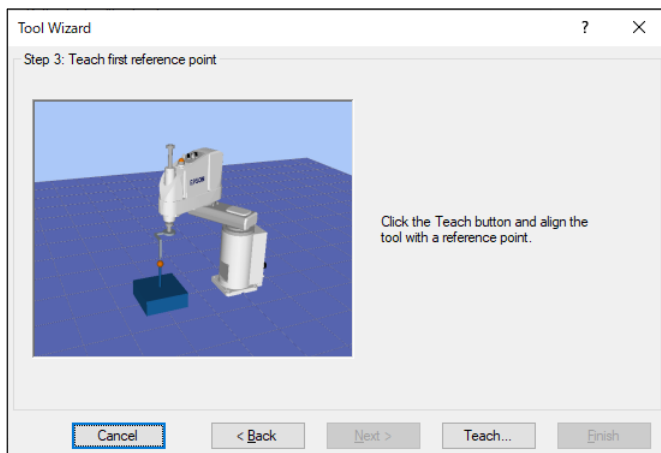 Tool Wizard
?
Step 3: Teach first reference point
EPSON
Click the Teach button and align the
tool with a reference point.
Cancel
< Back
Next >
Teach...
Finish